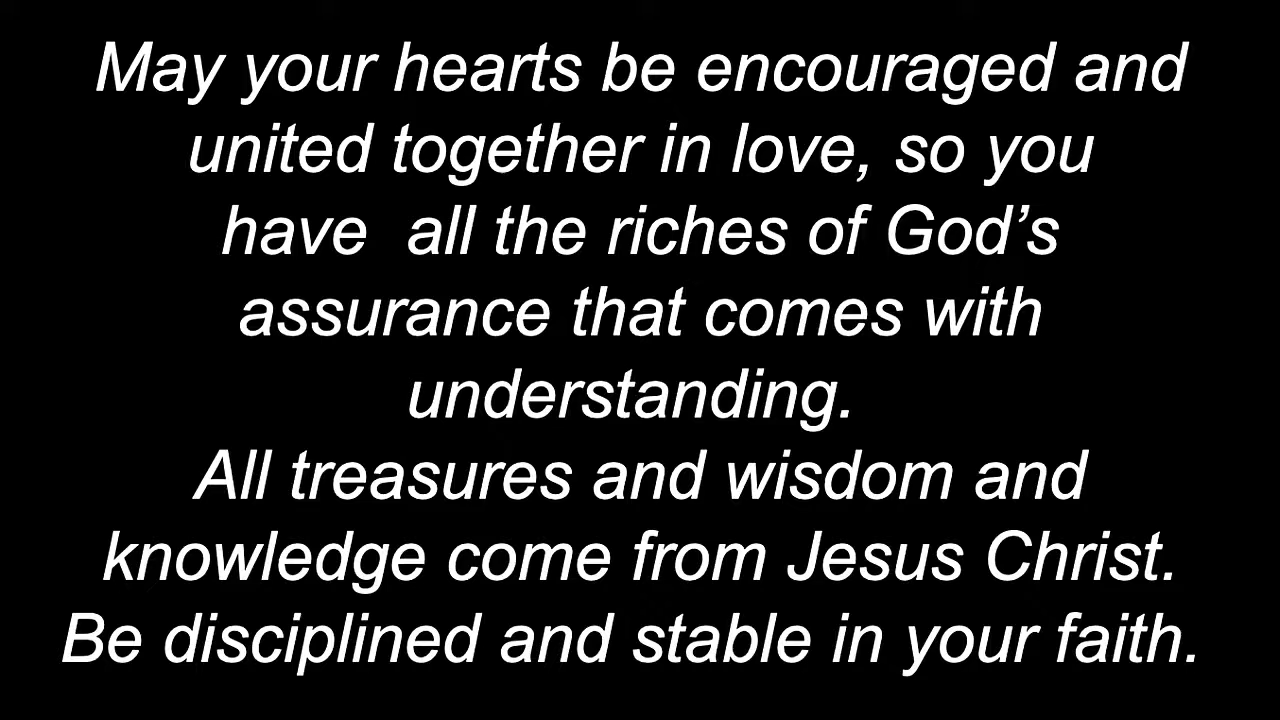 May your hearts be encouraged and
united together in love, so you
have  all the riches of God’s
assurance that comes with
understanding.
All treasures and wisdom and
knowledge come from Jesus Christ.
Be disciplined and stable in your faith.